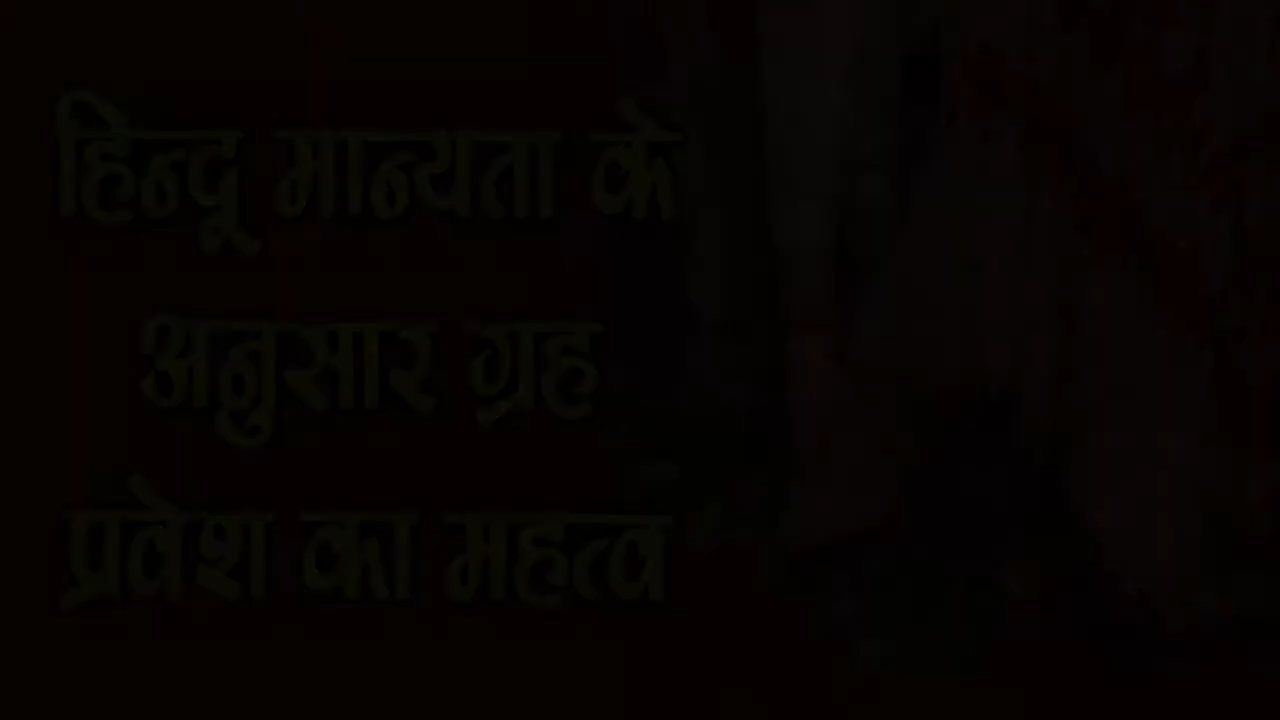 हिन्दू मान्यता के
अनुसार ग्रह
प्रवेश का महत्व